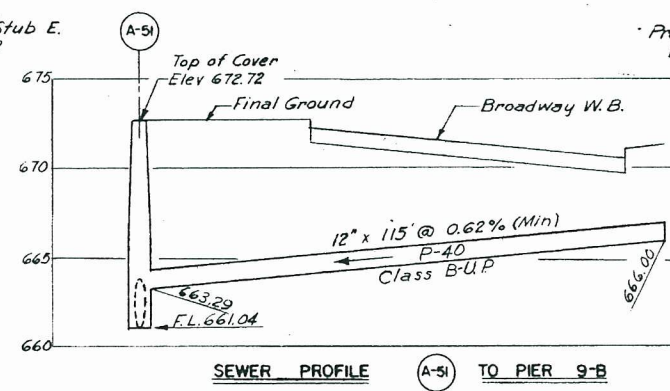 Stub E.
A-51
Top of Cover
Elev 672.72
675
Final Ground
Broadway W.B.
670
12" x 115' @ 0.62% (Min)
P-40
Class B-U.P.
665
663.29
F.L. 661.04
666.00
660
SEWER PROFILE A-51 TO PIER 9-B